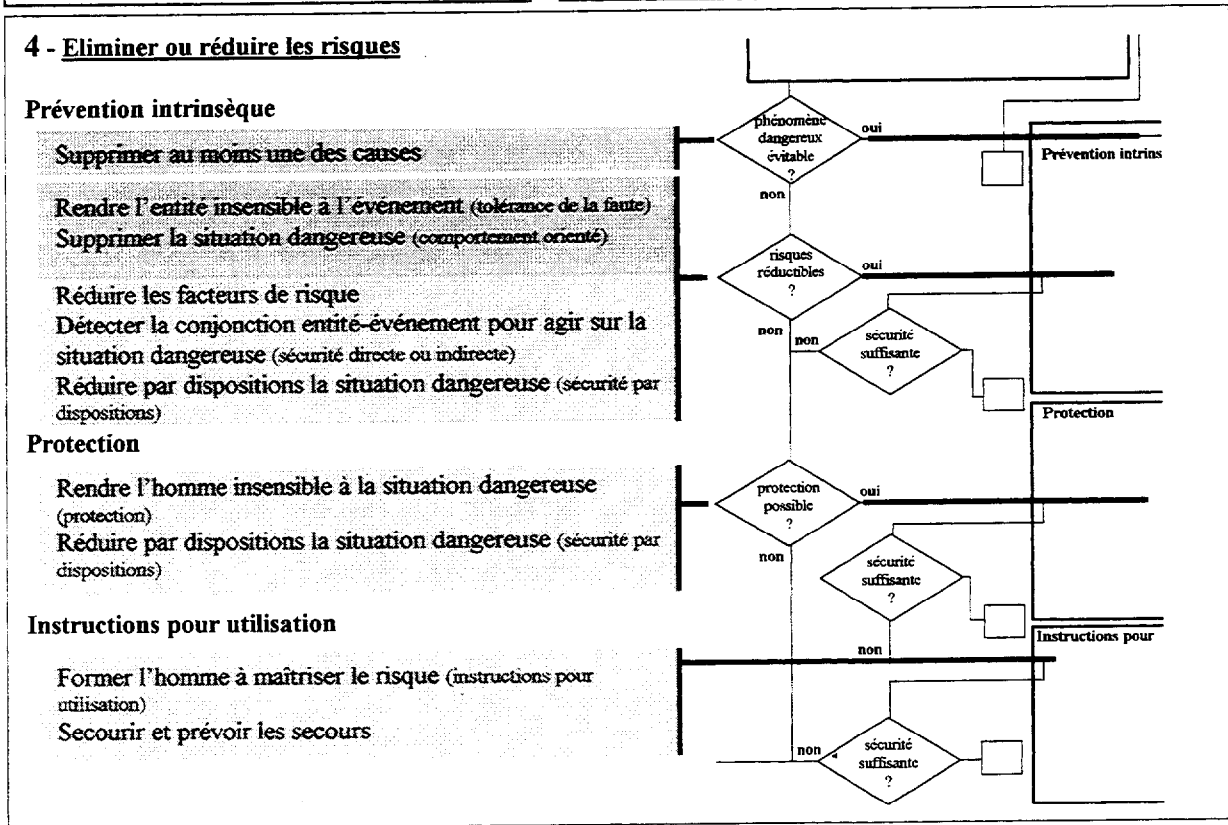 4 - Eliminer ou réduire les risques
Prévention intrinsèque
Supprimer au moins une des causes
Rendre l'entité insensible à l'événement (tolérance de la faute)
Supprimer la situation dangereuse (comportement orienté)
Réduire les facteurs de risque
Détecter la conjonction entité-événement pour agir sur la
situation dangereuse (sécurité directe ou indirecte)
Réduire par dispositions la situation dangereuse (sécurité par
dispositions)
Protection
Rendre l'homme insensible à la situation dangereuse
(protection)
Réduire par dispositions la situation dangereuse (sécurité par
dispositions)
Instructions pour utilisation
Former l'homme à maîtriser le risque (instructions pour
utilisation)
Secourir et prévoir les secours
phénomène
dangereux
évitable
?
oui
non
Prévention intrins
risques
réductibles
?
oui
non
non
sécurité
suffisante
?
Protection
protection
possible
?
oui
non
sécurité
suffisante
?
non
Instructions pour
non
sécurité
suffisante
?